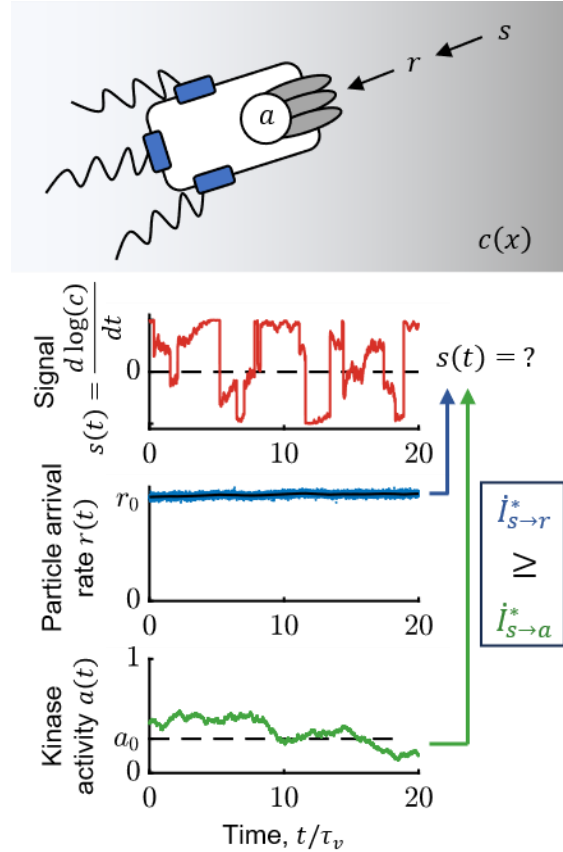 s
r
a
c(x)
Signal
s(t) = d log(c) / dt
0
0 10 20
s(t) = ?
Particle arrival
rate r(t)
r₀
0
0 10 20
İ*ₛ→ᵣ
≥
İ*ₛ→ₐ
Kinase
activity a(t)
1
a₀
0
0 10 20
Time, t/τᵥ